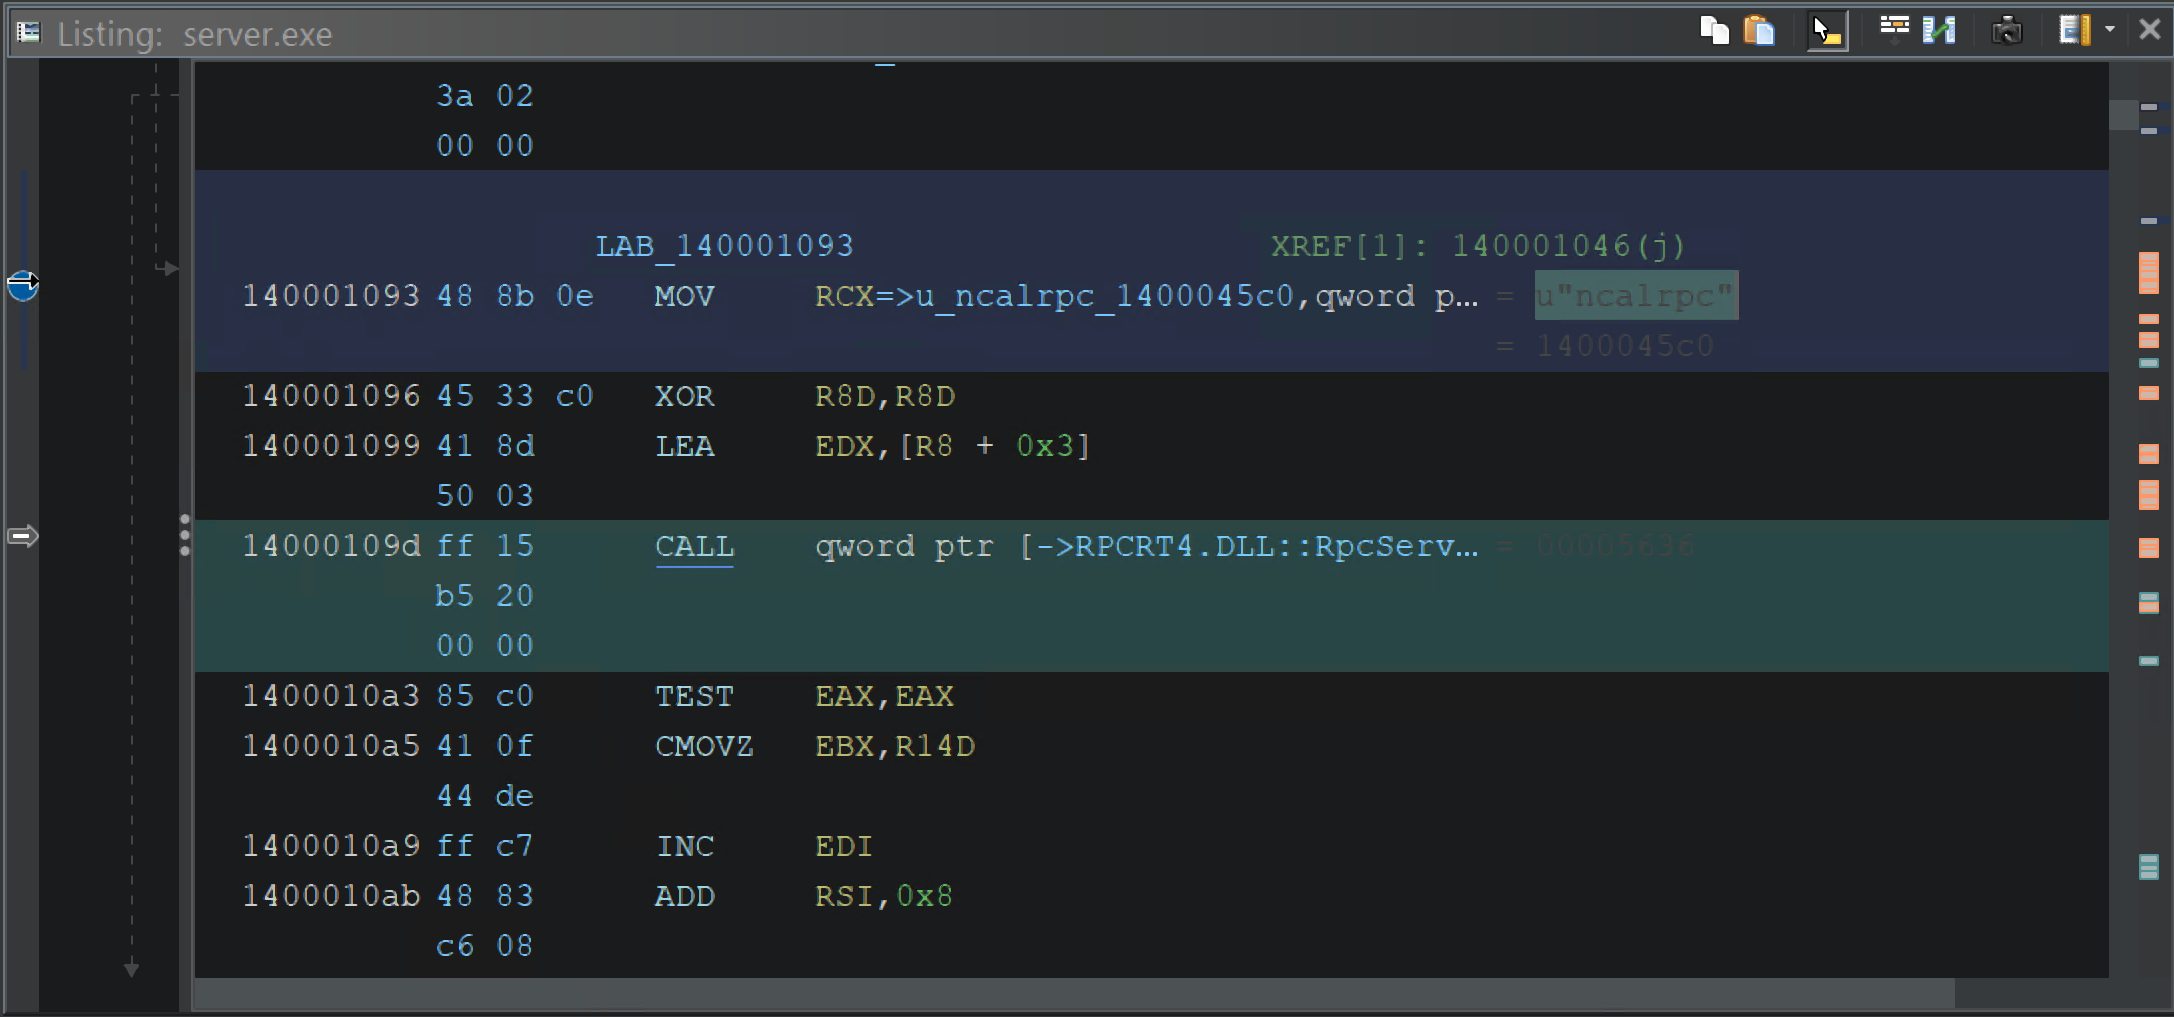 Listing: server.exe
3a 02
00 00
LAB_140001093 XREF[1]: 140001046(j)
140001093 48 8b 0e MOV RCX=>u_ncalrpc_1400045c0,qword p... = u"ncalrpc"
= 1400045c0
140001096 45 33 c0 XOR R8D,R8D
140001099 41 8d LEA EDX,[R8 + 0x3]
50 03
14000109d ff 15 CALL qword ptr [->RPCRT4.DLL::RpcServ... = 00005636
b5 20
00 00
1400010a3 85 c0 TEST EAX,EAX
1400010a5 41 0f CMOVZ EBX,R14D
44 de
1400010a9 ff c7 INC EDI
1400010ab 48 83 ADD RSI,0x8
c6 08